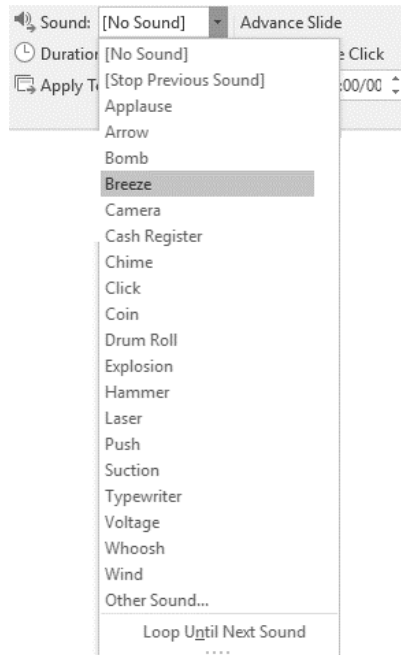 Sound: [No Sound] Advance Slide
Duration e Click
Apply T :00/00
[No Sound]
[Stop Previous Sound]
Applause
Arrow
Bomb
Breeze
Camera
Cash Register
Chime
Click
Coin
Drum Roll
Explosion
Hammer
Laser
Push
Suction
Typewriter
Voltage
Whoosh
Wind
Other Sound...
Loop Until Next Sound